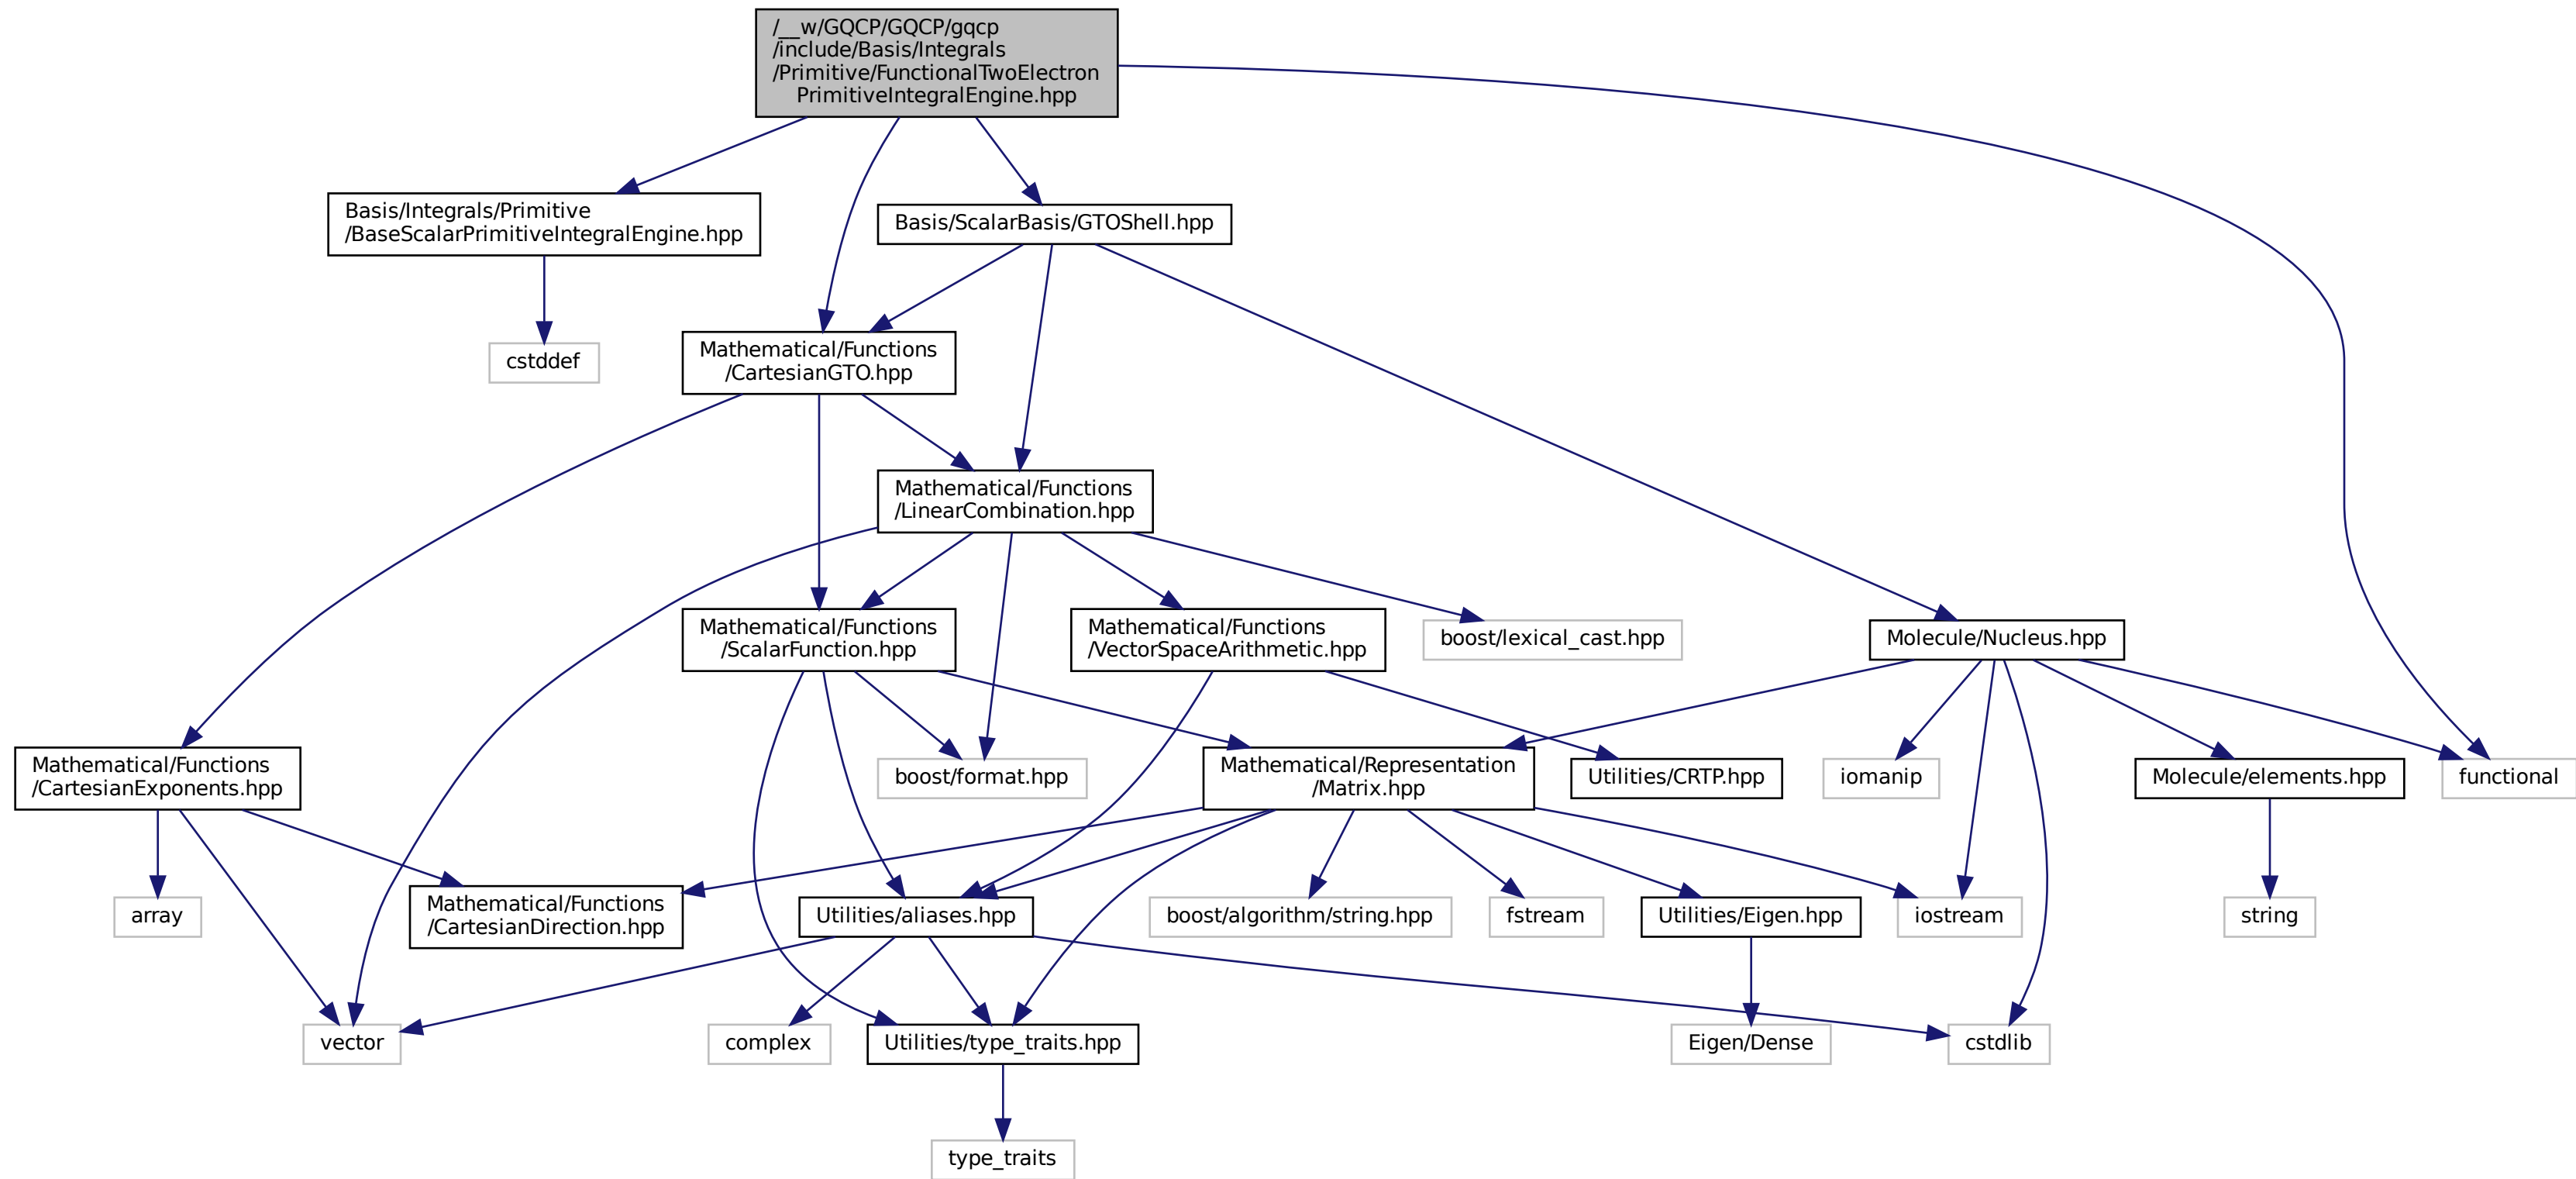 /__w/GQCP/GQCP/gqcp
/include/Basis/Integrals
/Primitive/FunctionalTwoElectron
PrimitiveIntegralEngine.hpp
Basis/Integrals/Primitive
/BaseScalarPrimitiveIntegralEngine.hpp
Basis/ScalarBasis/GTOShell.hpp
cstddef
Mathematical/Functions
/CartesianGTO.hpp
Mathematical/Functions
/LinearCombination.hpp
Mathematical/Functions
/ScalarFunction.hpp
Mathematical/Functions
/VectorSpaceArithmetic.hpp
boost/lexical_cast.hpp
Molecule/Nucleus.hpp
Mathematical/Functions
/CartesianExponents.hpp
boost/format.hpp
Mathematical/Representation
/Matrix.hpp
Utilities/CRTP.hpp
iomanip
Molecule/elements.hpp
functional
array
Mathematical/Functions
/CartesianDirection.hpp
Utilities/aliases.hpp
boost/algorithm/string.hpp
fstream
Utilities/Eigen.hpp
iostream
string
vector
complex
Utilities/type_traits.hpp
Eigen/Dense
cstdlib
type_traits